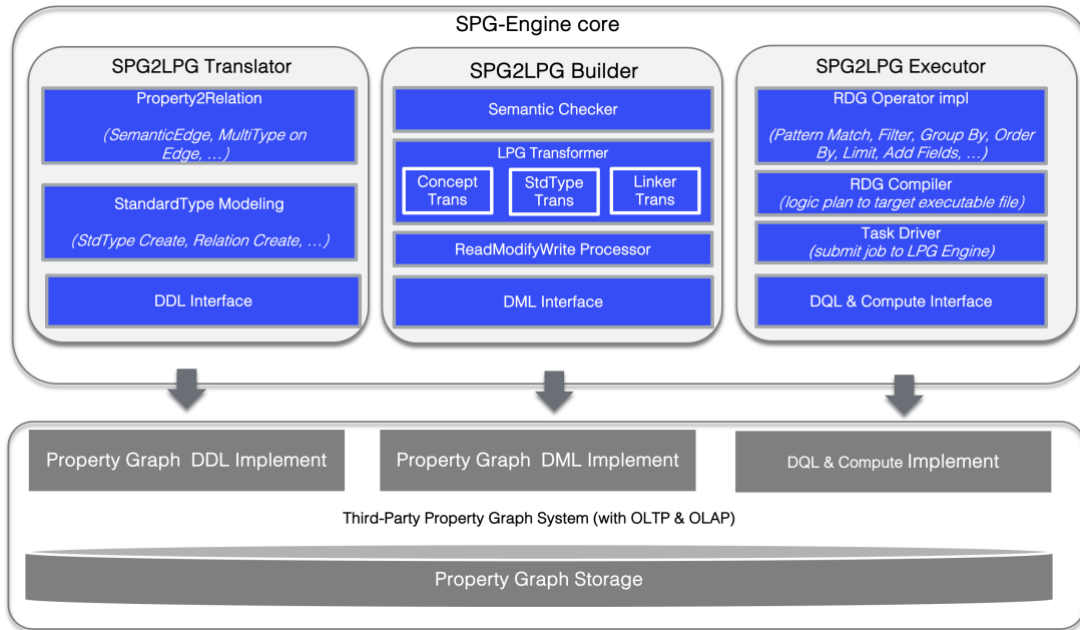 SPG-Engine core
SPG2LPG Translator
Property2Relation
(SemanticEdge, MultiType on
Edge, …)
StandardType Modeling
(StdType Create, Relation Create, …)
DDL Interface
SPG2LPG Builder
Semantic Checker
LPG Transformer
Concept
Trans
StdType
Trans
Linker
Trans
ReadModifyWrite Processor
DML Interface
SPG2LPG Executor
RDG Operator impl
(Pattern Match, Filter, Group By, Order
By, Limit, Add Fields, …)
RDG Compiler
(logic plan to target executable file)
Task Driver
(submit job to LPG Engine)
DQL & Compute Interface
Property Graph DDL Implement
Property Graph DML Implement
DQL & Compute Implement
Third-Party Property Graph System (with OLTP & OLAP)
Property Graph Storage